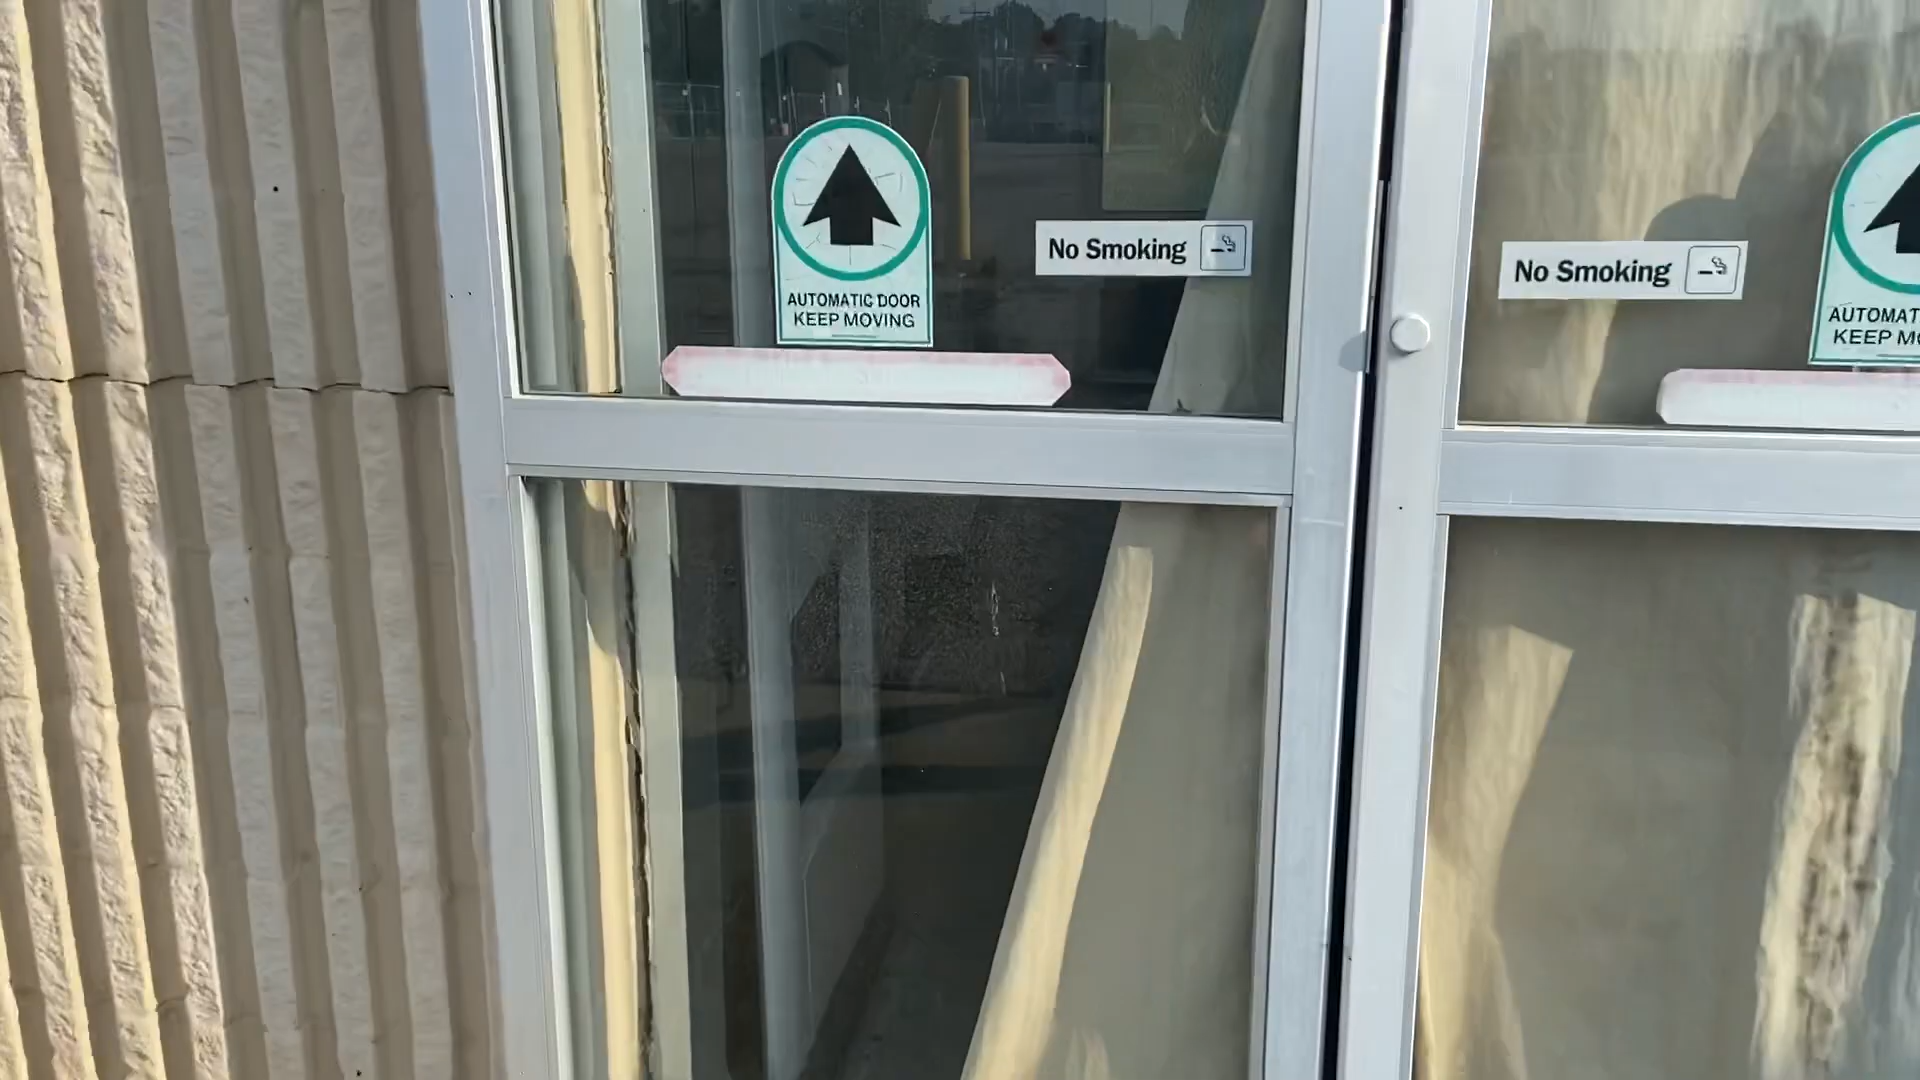 AUTOMATIC DOOR
KEEP MOVING
No Smoking
No Smoking
AUTOMAT
KEEP MO